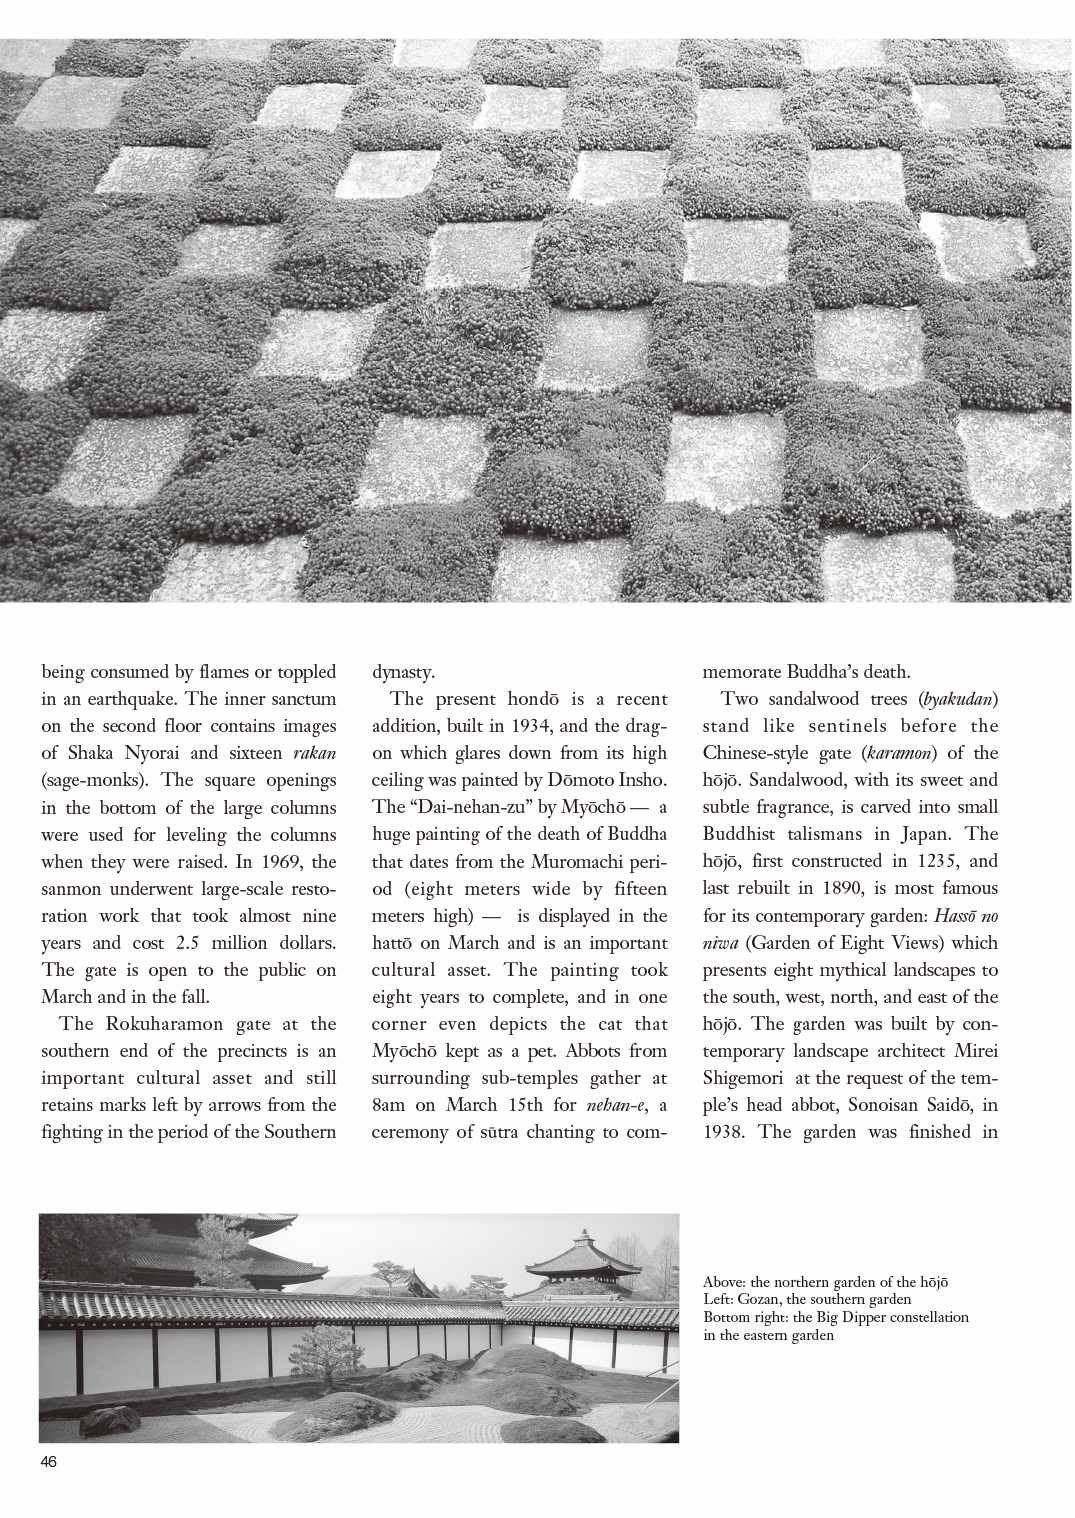 being consumed by flames or toppled
in an earthquake. The inner sanctum
on the second floor contains images
of Shaka Nyorai and sixteen rakan
(sage-monks). The square openings
in the bottom of the large columns
were used for leveling the columns
when they were raised. In 1969, the
sanmon underwent large-scale resto-
ration work that took almost nine
years and cost 2.5 million dollars.
The gate is open to the public on
March and in the fall.
The Rokuharamon gate at the
southern end of the precincts is an
important cultural asset and still
retains marks left by arrows from the
fighting in the period of the Southern
dynasty.
The present hondō is a recent
addition, built in 1934, and the drag-
on which glares down from its high
ceiling was painted by Dōmoto Insho.
The “Dai-nehan-zu” by Myōchō — a
huge painting of the death of Buddha
that dates from the Muromachi peri-
od (eight meters wide by fifteen
meters high) — is displayed in the
hattō on March and is an important
cultural asset. The painting took
eight years to complete, and in one
corner even depicts the cat that
Myōchō kept as a pet. Abbots from
surrounding sub-temples gather at
8am on March 15th for nehan-e, a
ceremony of sūtra chanting to com-
memorate Buddha’s death.
Two sandalwood trees (byakudan)
stand like sentinels before the
Chinese-style gate (karamon) of the
hōjō. Sandalwood, with its sweet and
subtle fragrance, is carved into small
Buddhist talismans in Japan. The
hōjō, first constructed in 1235, and
last rebuilt in 1890, is most famous
for its contemporary garden: Hassō no
niwa (Garden of Eight Views) which
presents eight mythical landscapes to
the south, west, north, and east of the
hōjō. The garden was built by con-
temporary landscape architect Mirei
Shigemori at the request of the tem-
ple’s head abbot, Sonoisan Saidō, in
1938. The garden was finished in
Above: the northern garden of the hōjō
Left: Gozan, the southern garden
Bottom right: the Big Dipper constellation
in the eastern garden
46